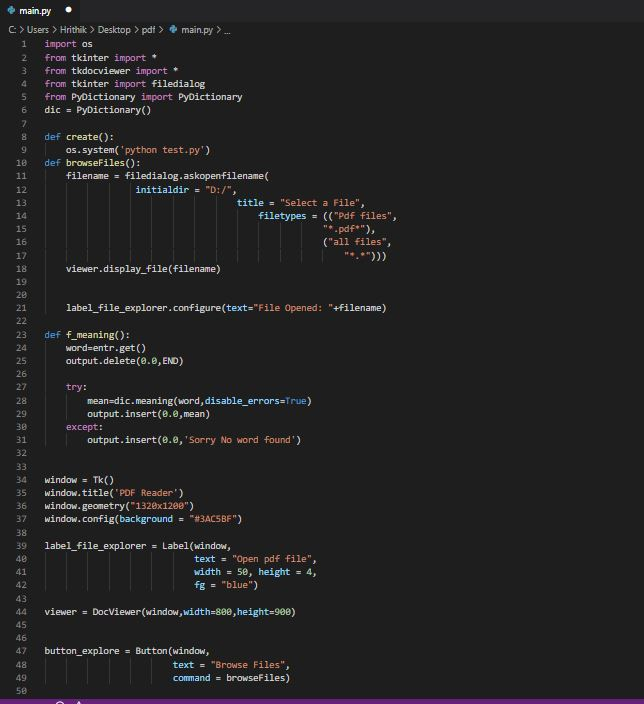 main.py ●
C: > Users > Hrithik > Desktop > pdf > main.py > ...
1 import os
2 from tkinter import *
3 from tkdocviewer import *
4 from tkinter import filedialog
5 from PyDictionary import PyDictionary
6 dic = PyDictionary()
7
8 def create():
9     os.system('python test.py')
10 def browseFiles():
11     filename = filedialog.askopenfilename(
12                  initialdir = "D:/",
13                                     title = "Select a File",
14                                         filetypes = (("Pdf files",
15                                                     "*.pdf*"),
16                                                     ("all files",
17                                                         "*.*")))
18     viewer.display_file(filename)
19
20
21     label_file_explorer.configure(text="File Opened: "+filename)
22
23 def f_meaning():
24     word=entr.get()
25     output.delete(0.0,END)
26
27     try:
28         mean=dic.meaning(word,disable_errors=True)
29         output.insert(0.0,mean)
30     except:
31         output.insert(0.0,'Sorry No word found')
32
33
34 window = Tk()
35 window.title('PDF Reader')
36 window.geometry("1320x1200")
37 window.config(background = "#3AC5BF")
38
39 label_file_explorer = Label(window,
40                             text = "Open pdf file",
41                             width = 50, height = 4,
42                             fg = "blue")
43
44 viewer = DocViewer(window,width=800,height=900)
45
46
47 button_explore = Button(window,
48                         text = "Browse Files",
49                         command = browseFiles)
50